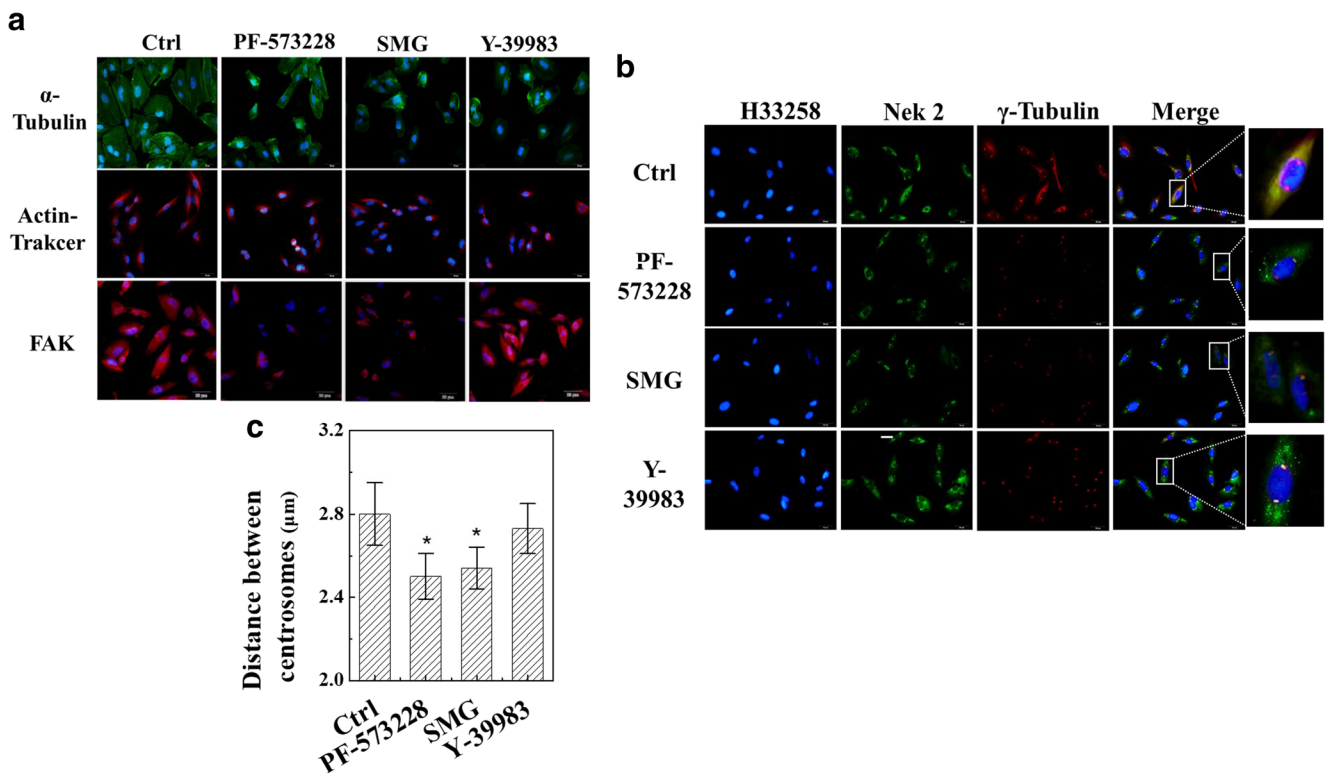 a
Ctrl PF-573228 SMG Y-39983
α-
Tubulin
Actin-
Trakcer
FAK
b
H33258 Nek 2 γ-Tubulin Merge
Ctrl
PF-
573228
SMG
Y-
39983
c
Distance between
centrosomes (μm)
3.2
2.8
2.4
2.0
* *
Ctrl
PF-573228
SMG
Y-39983